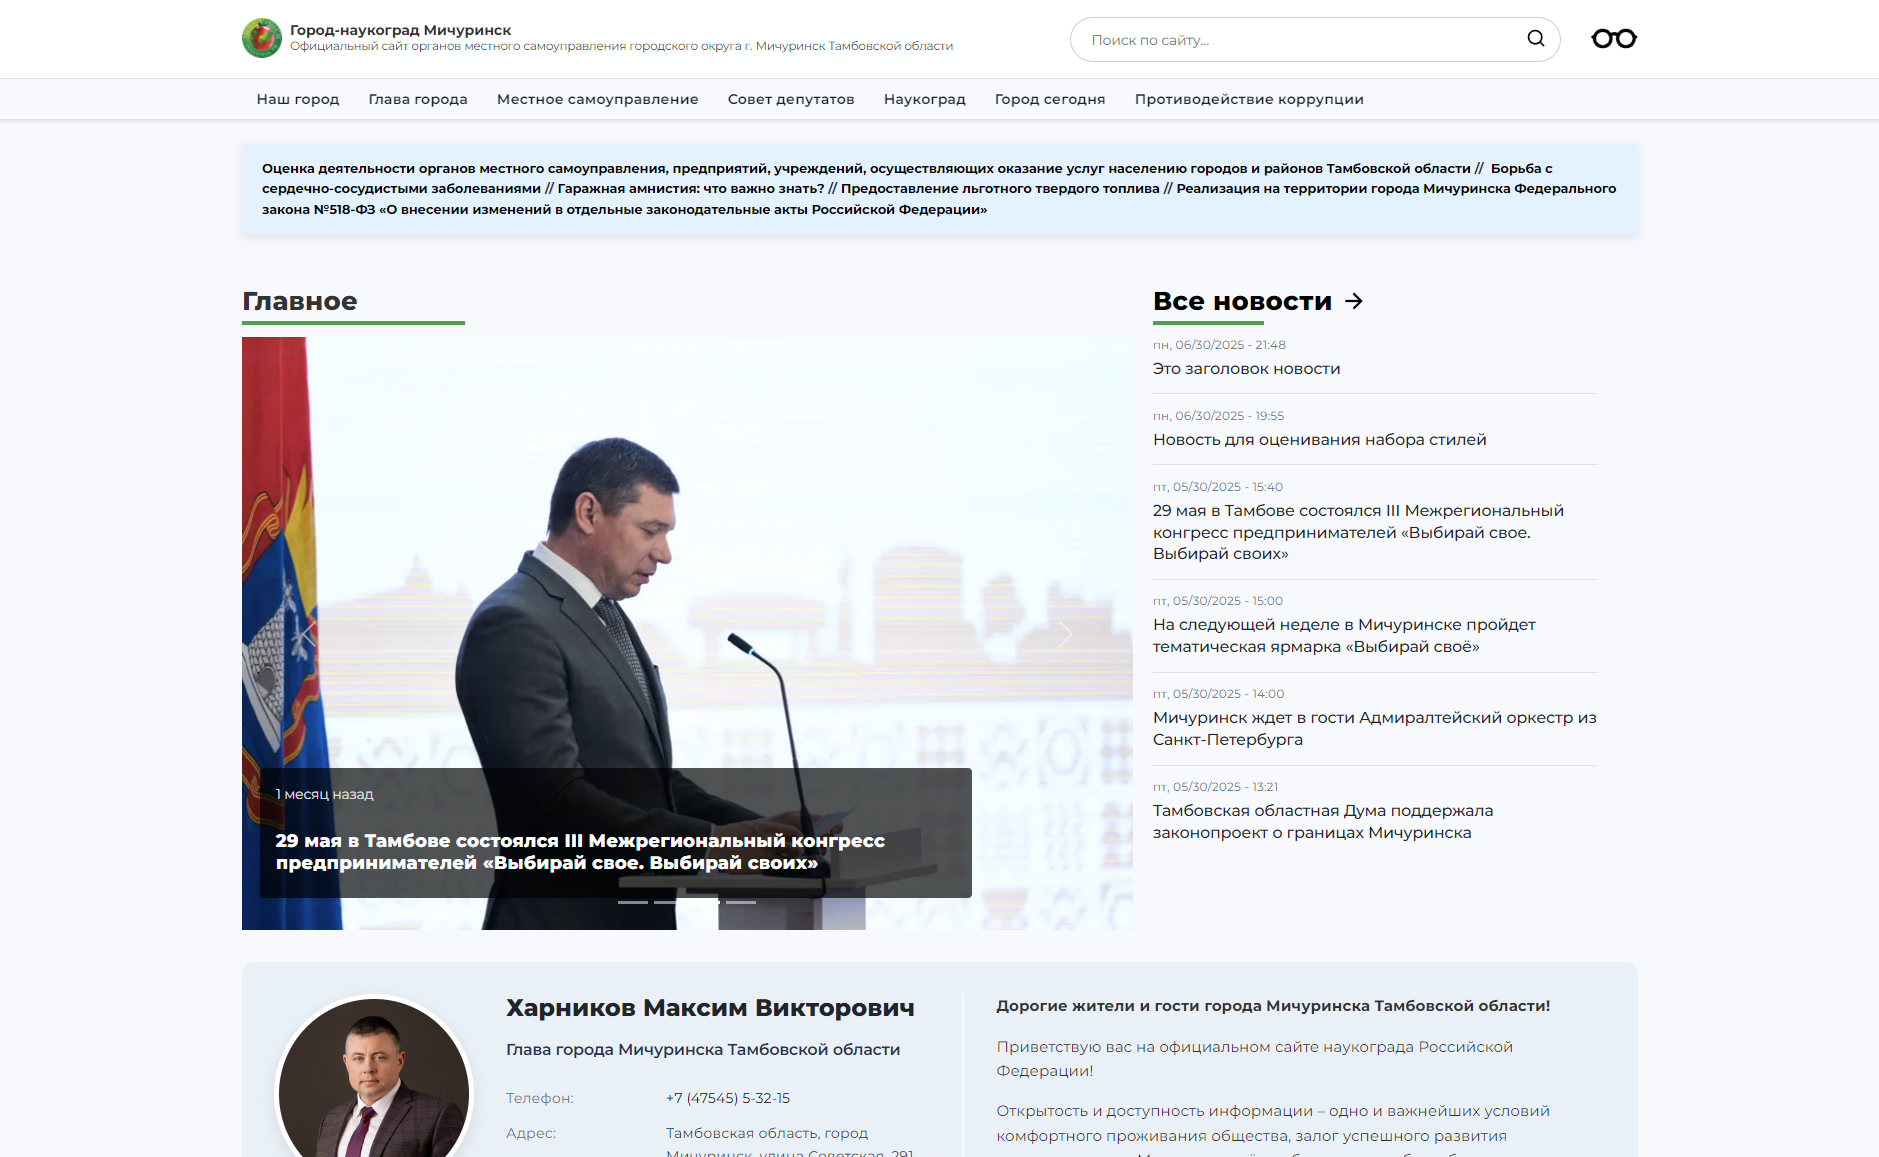 Город-наукоград Мичуринск
Официальный сайт органов местного самоуправления городского округа г. Мичуринск Тамбовской области
Поиск по сайту...
Наш город
Глава города
Местное самоуправление
Совет депутатов
Наукоград
Город сегодня
Противодействие коррупции
Оценка деятельности органов местного самоуправления, предприятий, учреждений, осуществляющих оказание услуг населению городов и районов Тамбовской области // Борьба с
сердечно-сосудистыми заболеваниями // Гаражная амнистия: что важно знать? // Предоставление льготного твердого топлива // Реализация на территории города Мичуринска Федерального
закона №518-ФЗ «О внесении изменений в отдельные законодательные акты Российской Федерации»
Главное
1 месяц назад
29 мая в Тамбове состоялся III Межрегиональный конгресс
предпринимателей «Выбирай свое. Выбирай своих»
Все новости
пн, 06/30/2025 - 21:48
Это заголовок новости
пн, 06/30/2025 - 19:55
Новость для оценивания набора стилей
пт, 05/30/2025 - 15:40
29 мая в Тамбове состоялся III Межрегиональный
конгресс предпринимателей «Выбирай свое.
Выбирай своих»
пт, 05/30/2025 - 15:00
На следующей неделе в Мичуринске пройдет
тематическая ярмарка «Выбирай своё»
пт, 05/30/2025 - 14:00
Мичуринск ждет в гости Адмиралтейский оркестр из
Санкт-Петербурга
пт, 05/30/2025 - 13:21
Тамбовская областная Дума поддержала
законопроект о границах Мичуринска
Харников Максим Викторович
Глава города Мичуринска Тамбовской области
Телефон:
+7 (47545) 5-32-15
Адрес:
Тамбовская область, город
Мичуринск, улица Советская, 291
Дорогие жители и гости города Мичуринска Тамбовской области!
Приветствую вас на официальном сайте наукограда Российской
Федерации!
Открытость и доступность информации – одно и важнейших условий
комфортного проживания общества, залог успешного развития